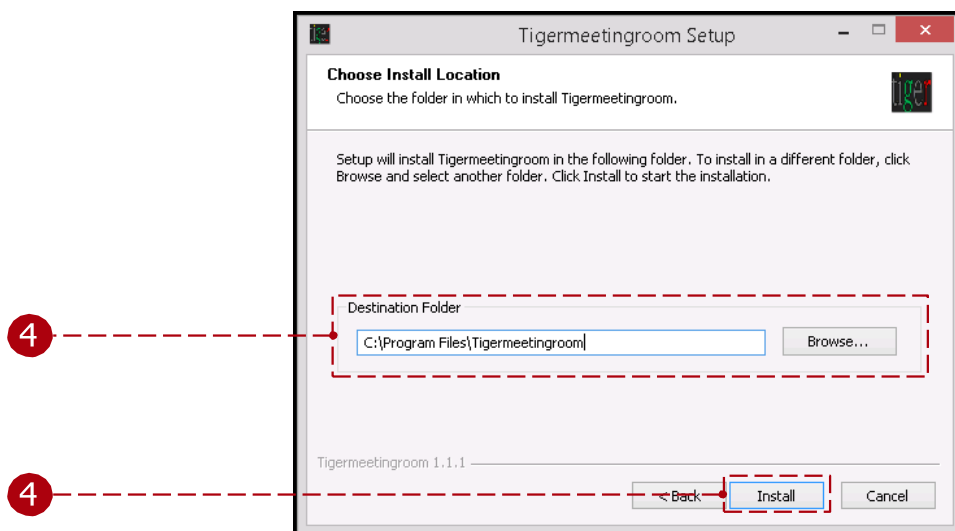 Tigermeetingroom Setup
Choose Install Location
Choose the folder in which to install Tigermeetingroom.
tiger
Setup will install Tigermeetingroom in the following folder. To install in a different folder, click
Browse and select another folder. Click Install to start the installation.
Destination Folder
4
C:\Program Files\Tigermeetingroom
Browse...
Tigermeetingroom 1.1.1
4
< Back
Install
Cancel